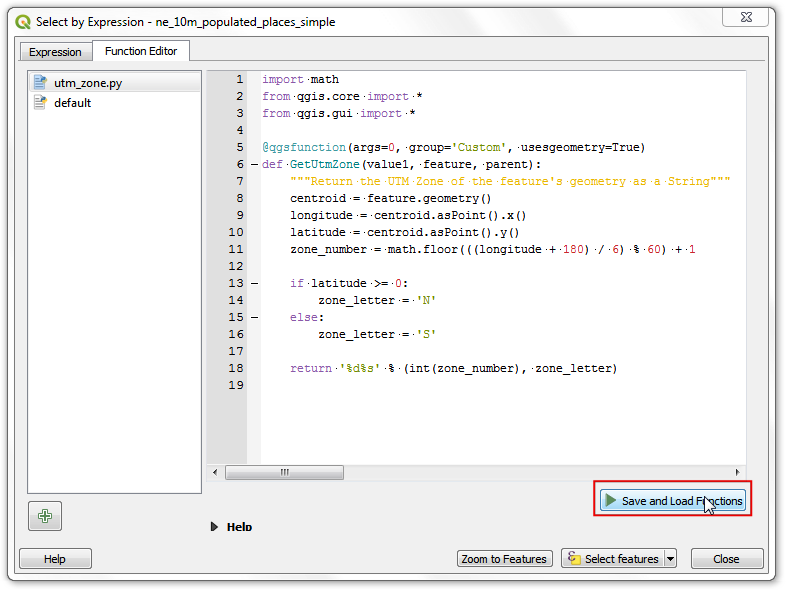 Select by Expression - ne_10m_populated_places_simple
Expression
Function Editor
utm_zone.py
default
1 import math
2 from qgis.core import *
3 from qgis.gui import *
4
5 @qgsfunction(args=0, group='Custom', usesgeometry=True)
6 def GetUtmZone(value1, feature, parent):
7 """Return the UTM Zone of the feature's geometry as a String"""
8 centroid = feature.geometry()
9 longitude = centroid.asPoint().x()
10 latitude = centroid.asPoint().y()
11 zone_number = math.floor(((longitude + 180) / 6) % 60) + 1
12
13 if latitude >= 0:
14 zone_letter = 'N'
15 else:
16 zone_letter = 'S'
17
18 return '%d%s' % (int(zone_number), zone_letter)
19
Save and Load Functions
Help
Help
Zoom to Features
Select features
Close